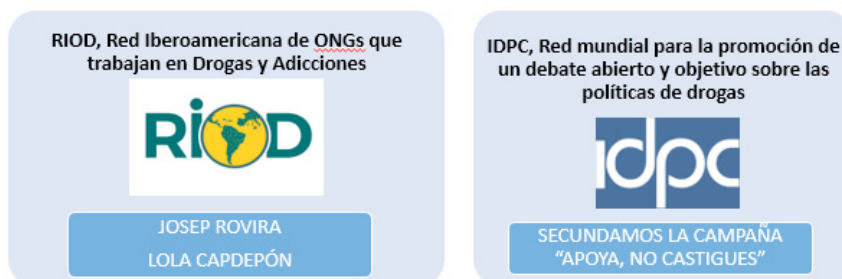 RIOD, Red Iberoamericana de ONGs que
trabajan en Drogas y Adicciones
RIOD
JOSEP ROVIRA
LOLA CAPDEPÓN
IDPC, Red mundial para la promoción de
un debate abierto y objetivo sobre las
políticas de drogas
idpc
SECUNDAMOS LA CAMPAÑA
"APOYA, NO CASTIGUES"